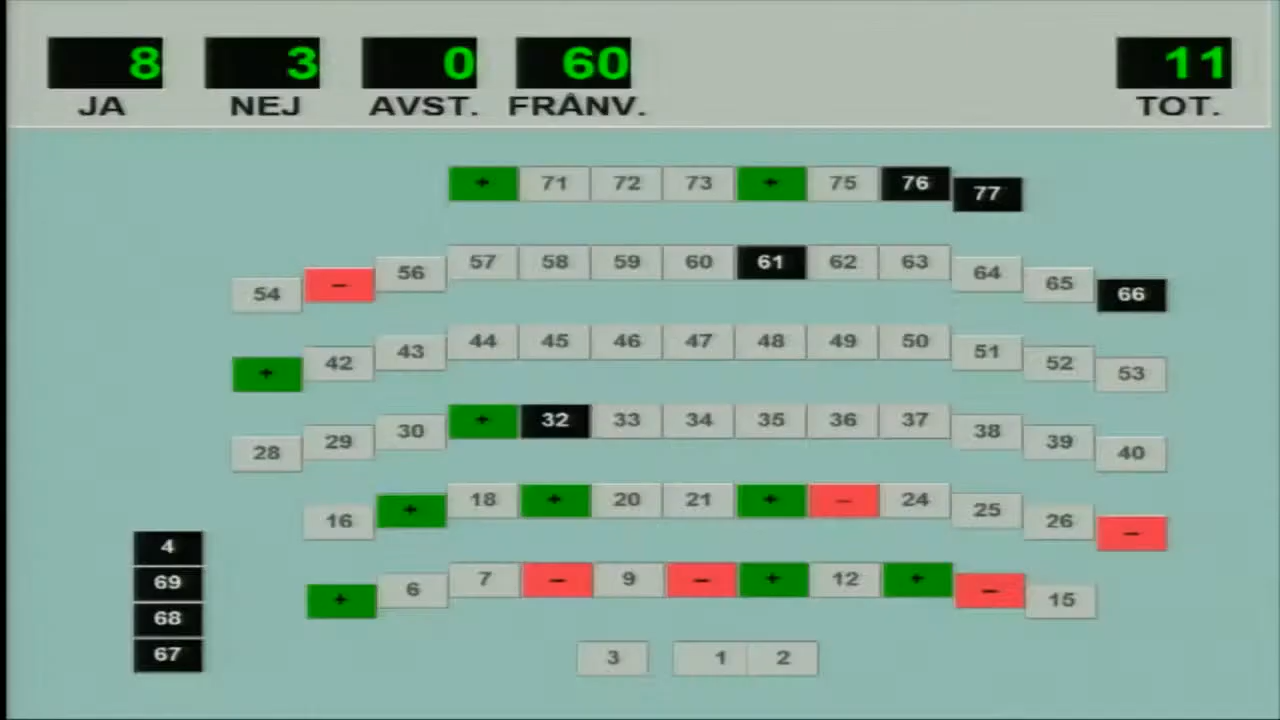 8 3 0 60 11
JA NEJ AVST. FRÅNV. TOT.
+ 71 72 73 + 75 76 77
54 - 56 57 58 59 60 61 62 63 64 65 66
+ 42 43 44 45 46 47 48 49 50 51 52 53
28 29 30 + 32 33 34 35 36 37 38 39 40
16 + 18 + 20 21 + - 24 25 26 -
4
69
68
67
+ 6 7 - 9 - + 12 + - 15
3 1 2